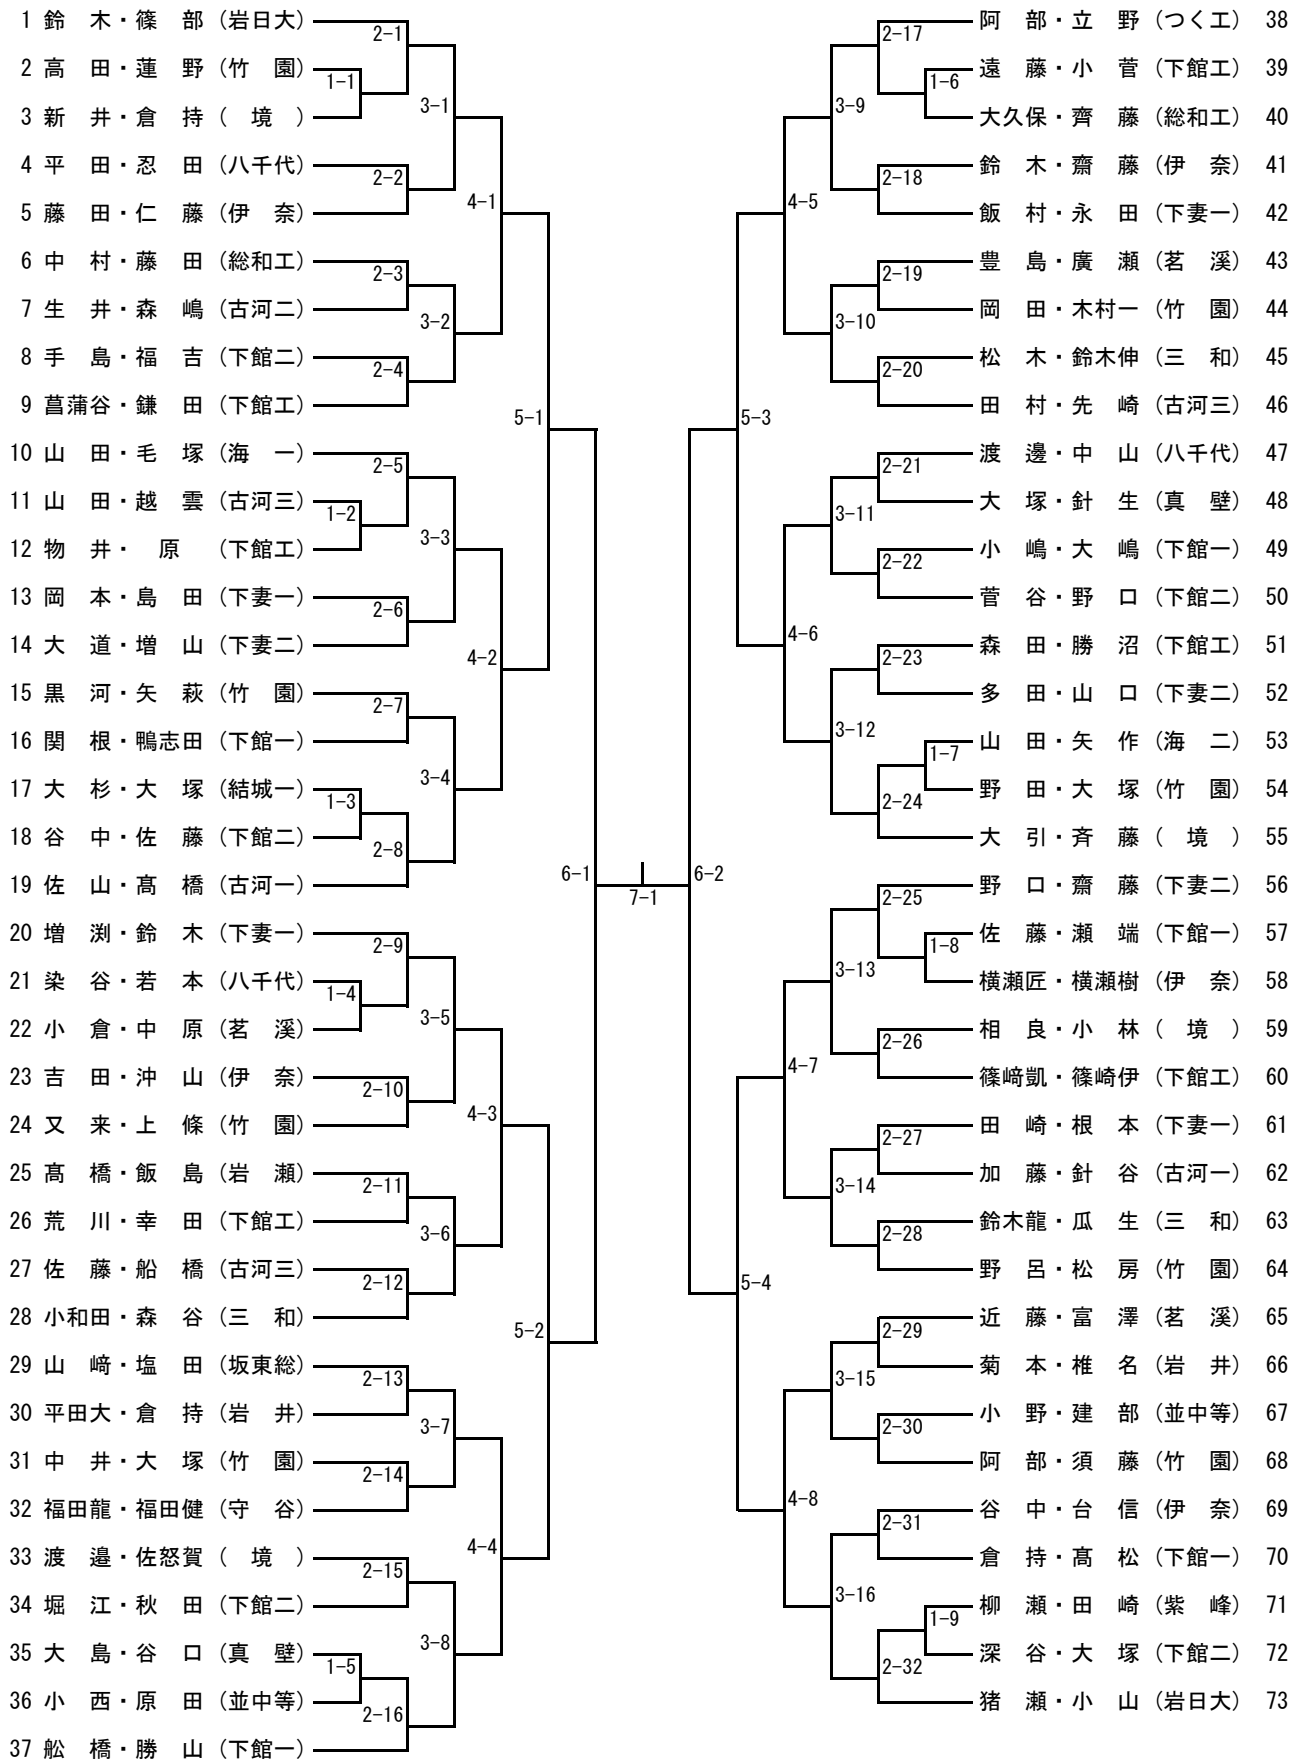 1 鈴 木・篠 部 (岩日大)
2-1
2 高 田・蓮 野 (竹 園)
1-1
3-1
3 新 井・倉 持 ( 境 )
4 平 田・忍 田 (八千代)
2-2
4-1
5 藤 田・仁 藤 (伊 奈)
6 中 村・藤 田 (総和工)
2-3
7 生 井・森 嶋 (古河二)
3-2
8 手 島・福 吉 (下館二)
2-4
9 菖蒲谷・鎌 田 (下館工)
5-1
10 山 田・毛 塚 (海 一)
2-5
11 山 田・越 雲 (古河三)
1-2
3-3
12 物 井・ 原 (下館工)
13 岡 本・島 田 (下妻一)
2-6
14 大 道・増 山 (下妻二)
4-2
15 黒 河・矢 萩 (竹 園)
2-7
16 関 根・鴨志田 (下館一)
3-4
17 大 杉・大 塚 (結城一)
1-3
18 谷 中・佐 藤 (下館二)
2-8
6-1
19 佐 山・髙 橋 (古河一)
7-1
20 増 渕・鈴 木 (下妻一)
2-9
21 染 谷・若 本 (八千代)
1-4
3-5
22 小 倉・中 原 (茗 溪)
23 吉 田・沖 山 (伊 奈)
2-10
4-3
24 又 来・上 條 (竹 園)
25 髙 橋・飯 島 (岩 瀬)
2-11
26 荒 川・幸 田 (下館工)
3-6
27 佐 藤・船 橋 (古河三)
2-12
28 小和田・森 谷 (三 和)
5-2
29 山 﨑・塩 田 (坂東総)
2-13
30 平田大・倉 持 (岩 井)
3-7
31 中 井・大 塚 (竹 園)
2-14
32 福田龍・福田健 (守 谷)
4-4
33 渡 邉・佐怒賀 ( 境 )
2-15
34 堀 江・秋 田 (下館二)
3-8
35 大 島・谷 口 (真 壁)
1-5
36 小 西・原 田 (並中等)
2-16
37 舩 橋・勝 山 (下館一)
阿 部・立 野 (つく工) 38
2-17
遠 藤・小 菅 (下館工) 39
1-6
3-9
大久保・齊 藤 (総和工) 40
鈴 木・齋 藤 (伊 奈) 41
2-18
4-5
飯 村・永 田 (下妻一) 42
豊 島・廣 瀬 (茗 溪) 43
2-19
岡 田・木村一 (竹 園) 44
3-10
松 木・鈴木伸 (三 和) 45
2-20
田 村・先 崎 (古河三) 46
5-3
渡 邊・中 山 (八千代) 47
2-21
大 塚・針 生 (真 壁) 48
3-11
小 嶋・大 嶋 (下館一) 49
2-22
菅 谷・野 口 (下館二) 50
4-6
森 田・勝 沼 (下館工) 51
2-23
多 田・山 口 (下妻二) 52
3-12
山 田・矢 作 (海 二) 53
1-7
野 田・大 塚 (竹 園) 54
2-24
大 引・斉 藤 ( 境 ) 55
6-2
野 口・齋 藤 (下妻二) 56
2-25
佐 藤・瀬 端 (下館一) 57
1-8
3-13
横瀬匠・横瀬樹 (伊 奈) 58
相 良・小 林 ( 境 ) 59
2-26
4-7
篠﨑凱・篠崎伊 (下館工) 60
田 崎・根 本 (下妻一) 61
2-27
加 藤・針 谷 (古河一) 62
3-14
鈴木龍・瓜 生 (三 和) 63
2-28
野 呂・松 房 (竹 園) 64
5-4
近 藤・富 澤 (茗 溪) 65
2-29
菊 本・椎 名 (岩 井) 66
3-15
小 野・建 部 (並中等) 67
2-30
阿 部・須 藤 (竹 園) 68
4-8
谷 中・台 信 (伊 奈) 69
2-31
倉 持・髙 松 (下館一) 70
3-16
柳 瀬・田 崎 (紫 峰) 71
1-9
深 谷・大 塚 (下館二) 72
2-32
猪 瀬・小 山 (岩日大) 73